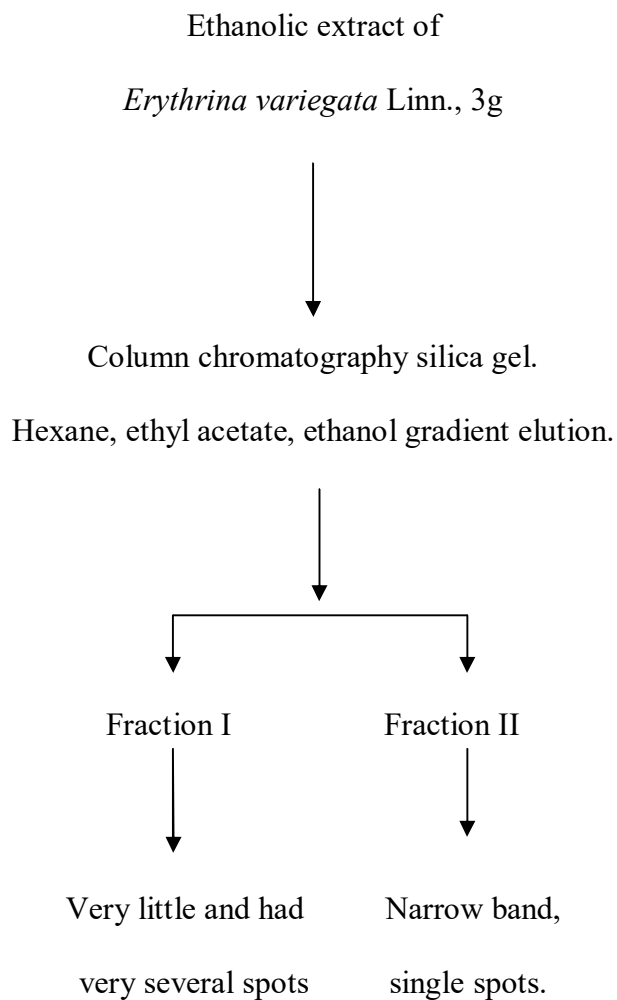 Ethanolic extract of
Erythrina variegata Linn., 3g
Column chromatography silica gel.
Hexane, ethyl acetate, ethanol gradient elution.
Fraction I
Fraction II
Very little and had
very several spots
Narrow band,
single spots.